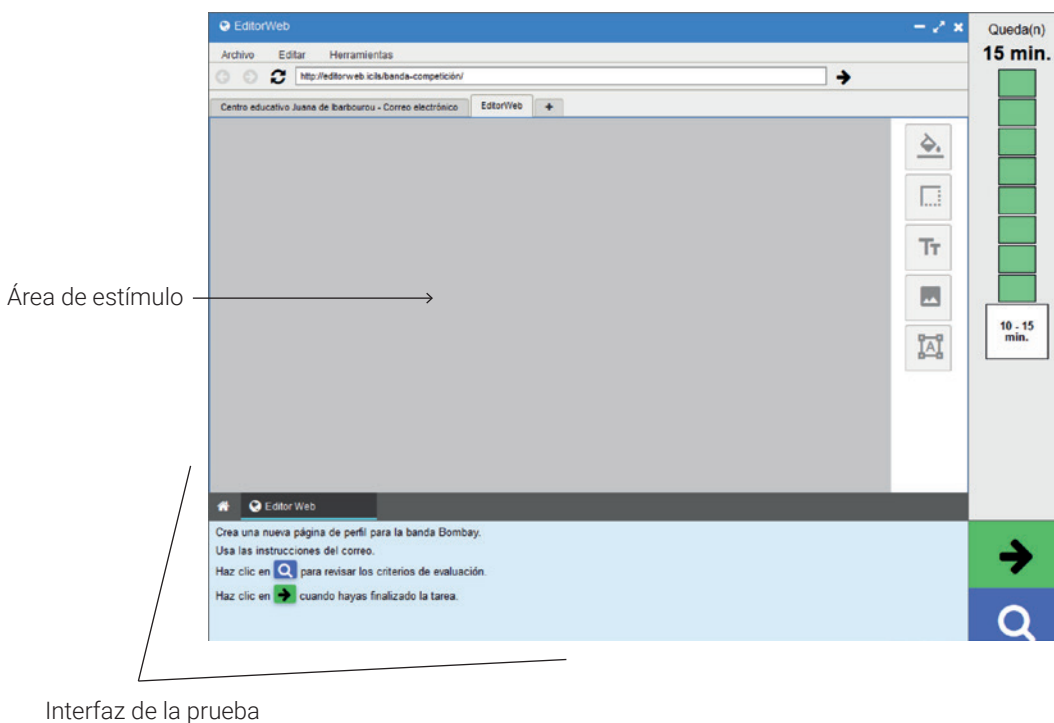 EditorWeb
Queda(n)
15 min.
Archivo Editar Herramientas
http://editorweb.icils/banda-competición/
Centro educativo Juana de Ibarbourou - Correo electrónico EditorWeb +
Tt
Área de estímulo
10 - 15
min.
A
Editor Web
Crea una nueva página de perfil para la banda Bombay.
Usa las instrucciones del correo.
Haz clic en para revisar los criterios de evaluación.
Haz clic en cuando hayas finalizado la tarea.
Interfaz de la prueba